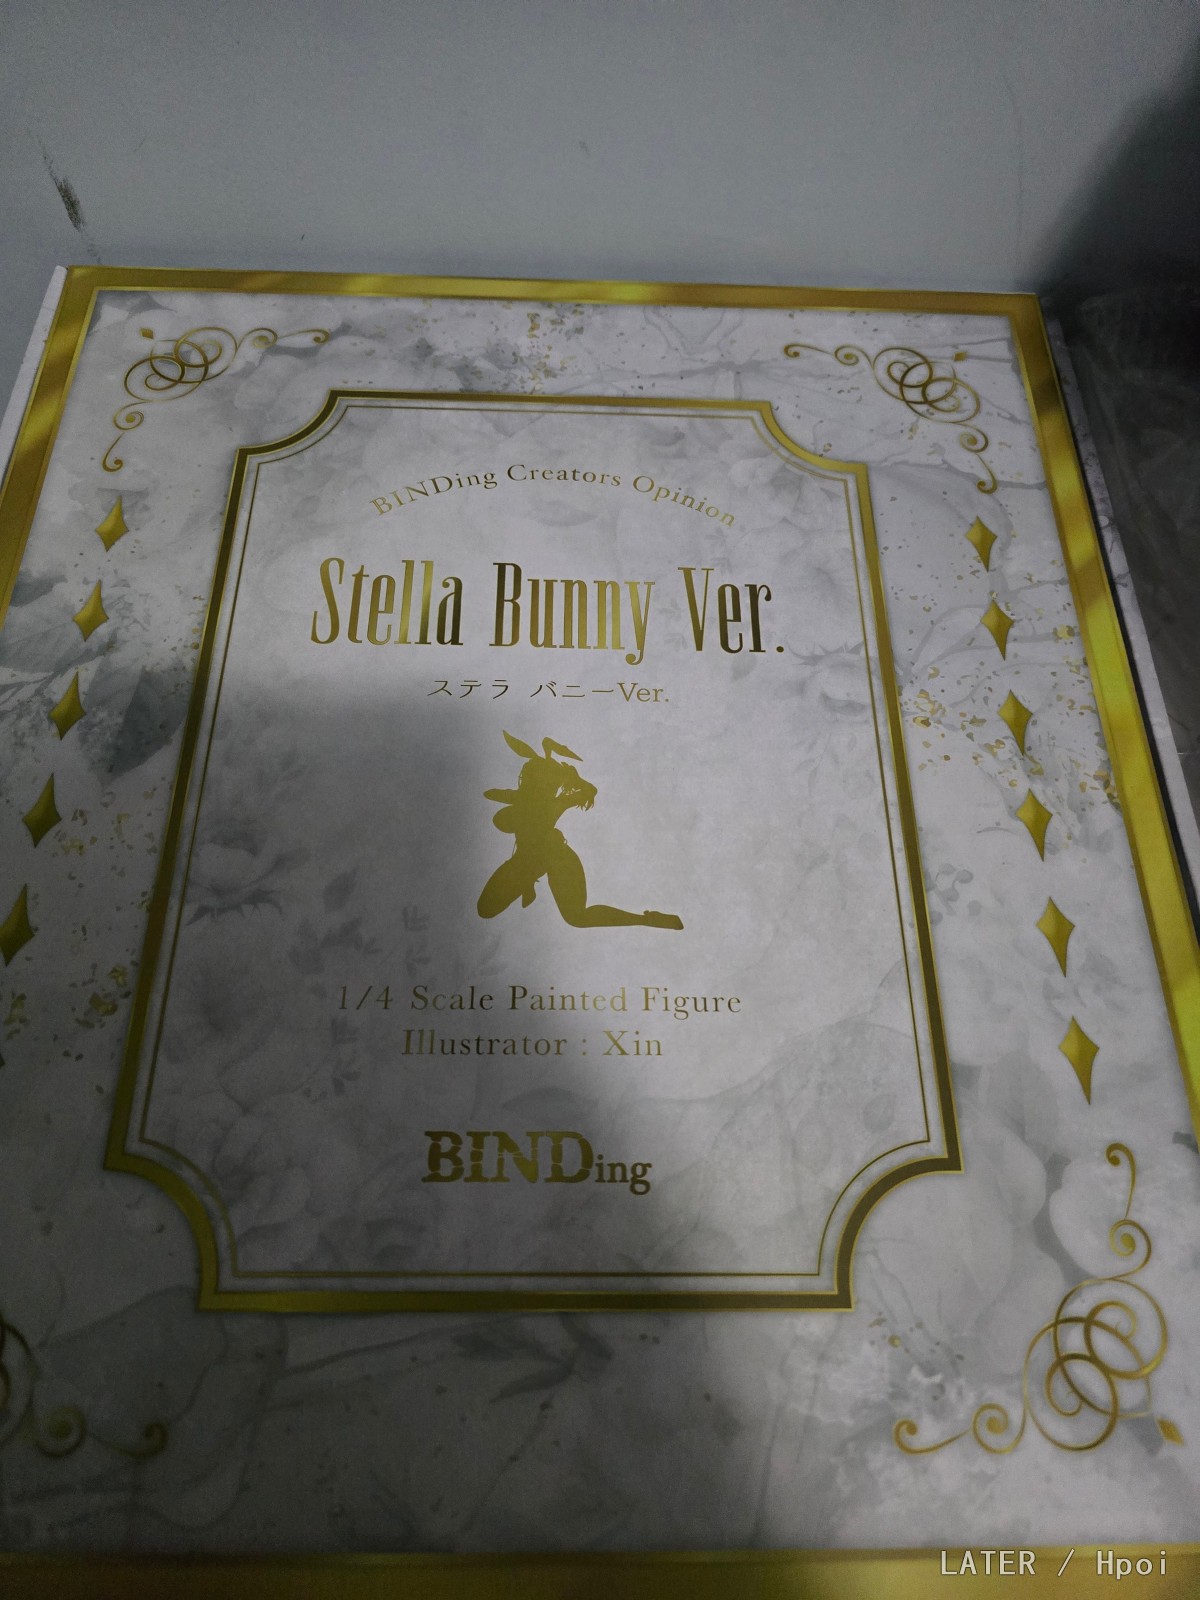 BINDing Creators Opinion
Stella Bunny Ver.
ステラ バニーVer.
1/4 Scale Painted Figure
Illustrator : Xin
BINDing
LATER / Hpoi